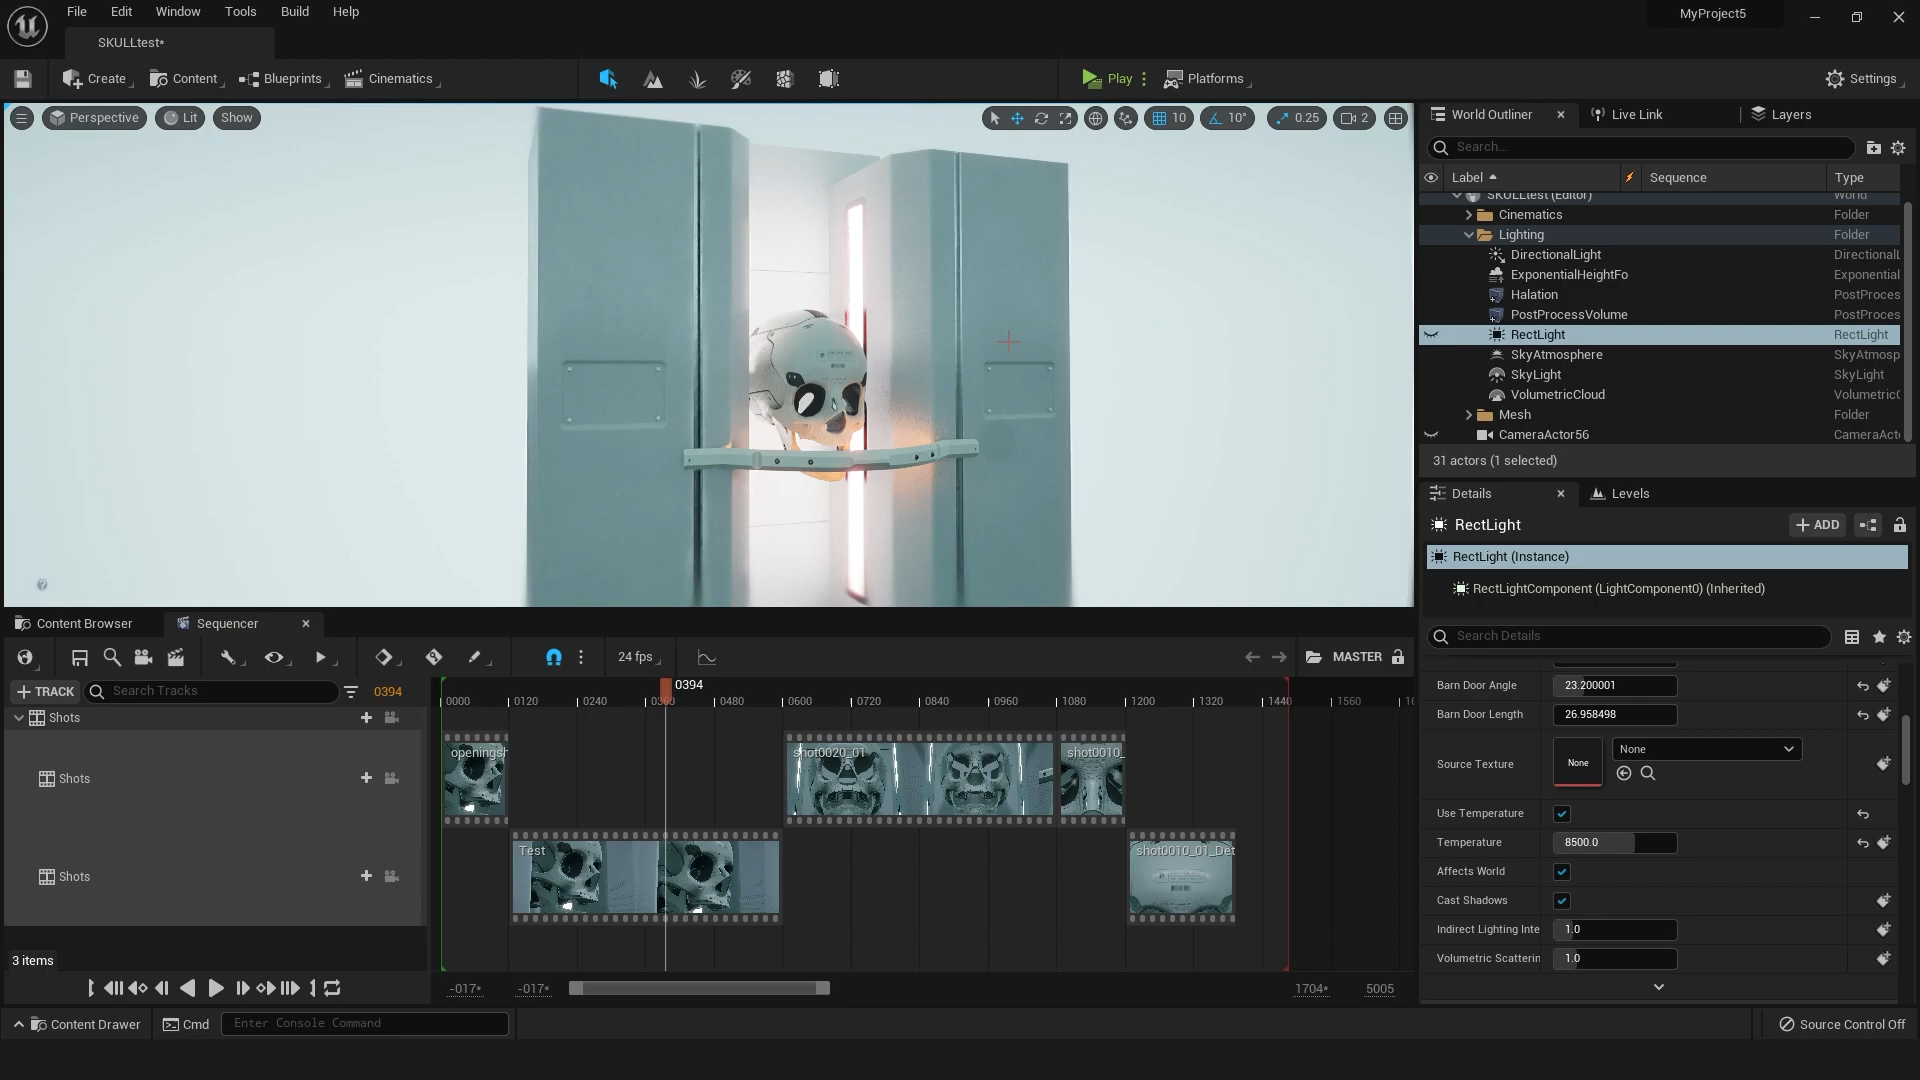 File Edit Window Tools Build Help
MyProject5
SKULLtest*
Create Content Blueprints Cinematics Play Platforms Settings
Perspective Lit Show 10 10° 0.25 2
World Outliner Live Link Layers
Search...
Label Sequence Type
SKULLtest (Editor) World
Cinematics Folder
Lighting Folder
DirectionalLight DirectionalL
ExponentialHeightFo Exponential
Halation PostProces
PostProcessVolume PostProces
RectLight RectLight
SkyAtmosphere SkyAtmosp
SkyLight SkyLight
VolumetricCloud VolumetricC
Mesh Folder
CameraActor56 CameraActo
31 actors (1 selected)
Details Levels
RectLight ADD
RectLight (Instance)
RectLightComponent (LightComponent0) (Inherited)
Search Details
Barn Door Angle 23.200001
Barn Door Length 26.958498
Source Texture None None
Use Temperature
Temperature 8500.0
Affects World
Cast Shadows
Indirect Lighting Inte 1.0
Volumetric Scatterin 1.0
Content Browser Sequencer
24 fps MASTER
TRACK Search Tracks 0394
0394
0000 0120 0240 0360 0480 0600 0720 0840 0960 1080 1200 1320 1440 1560
Shots
openingsh shot0020_01 shot0010_
Shots
Test shot0010_01_Det
Shots
3 items
-017* -017* 1704* 5005
Content Drawer Cmd Enter Console Command Source Control Off